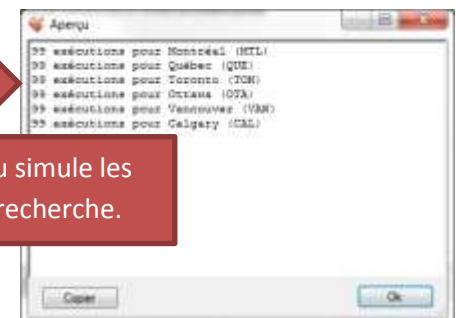 Aperçu
99 exécutions pour Montréal (MTL)
99 exécutions pour Québec (QUE)
99 exécutions pour Toronto (TOR)
99 exécutions pour Ottawa (OTA)
99 exécutions pour Vancouver (VAN)
99 exécutions pour Calgary (CAL)
u simule les
recherche.
Copier
Ok